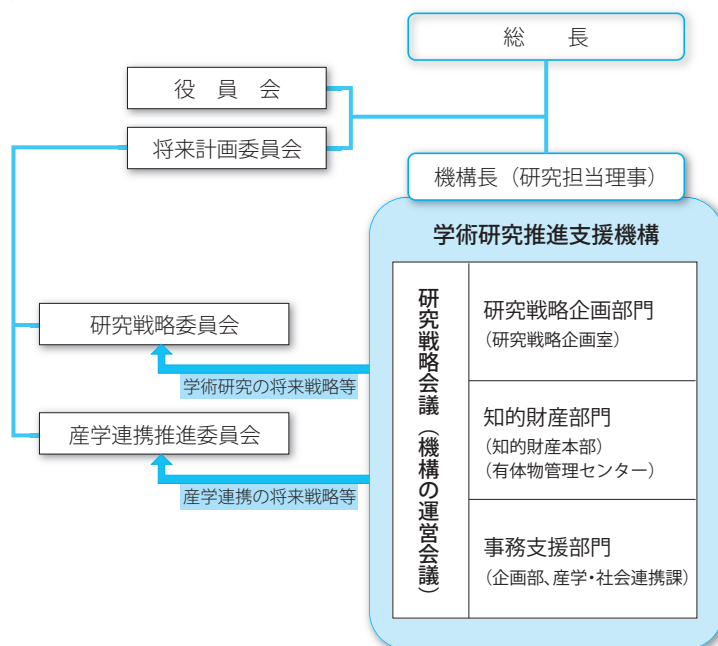 総　長
役　員　会
将来計画委員会
機構長（研究担当理事）
学術研究推進支援機構
研究戦略会議（機構の運営会議）
研究戦略企画部門
（研究戦略企画室）
知的財産部門
（知的財産本部）
（有体物管理センター）
事務支援部門
（企画部、産学・社会連携課）
研究戦略委員会
学術研究の将来戦略等
産学連携推進委員会
産学連携の将来戦略等